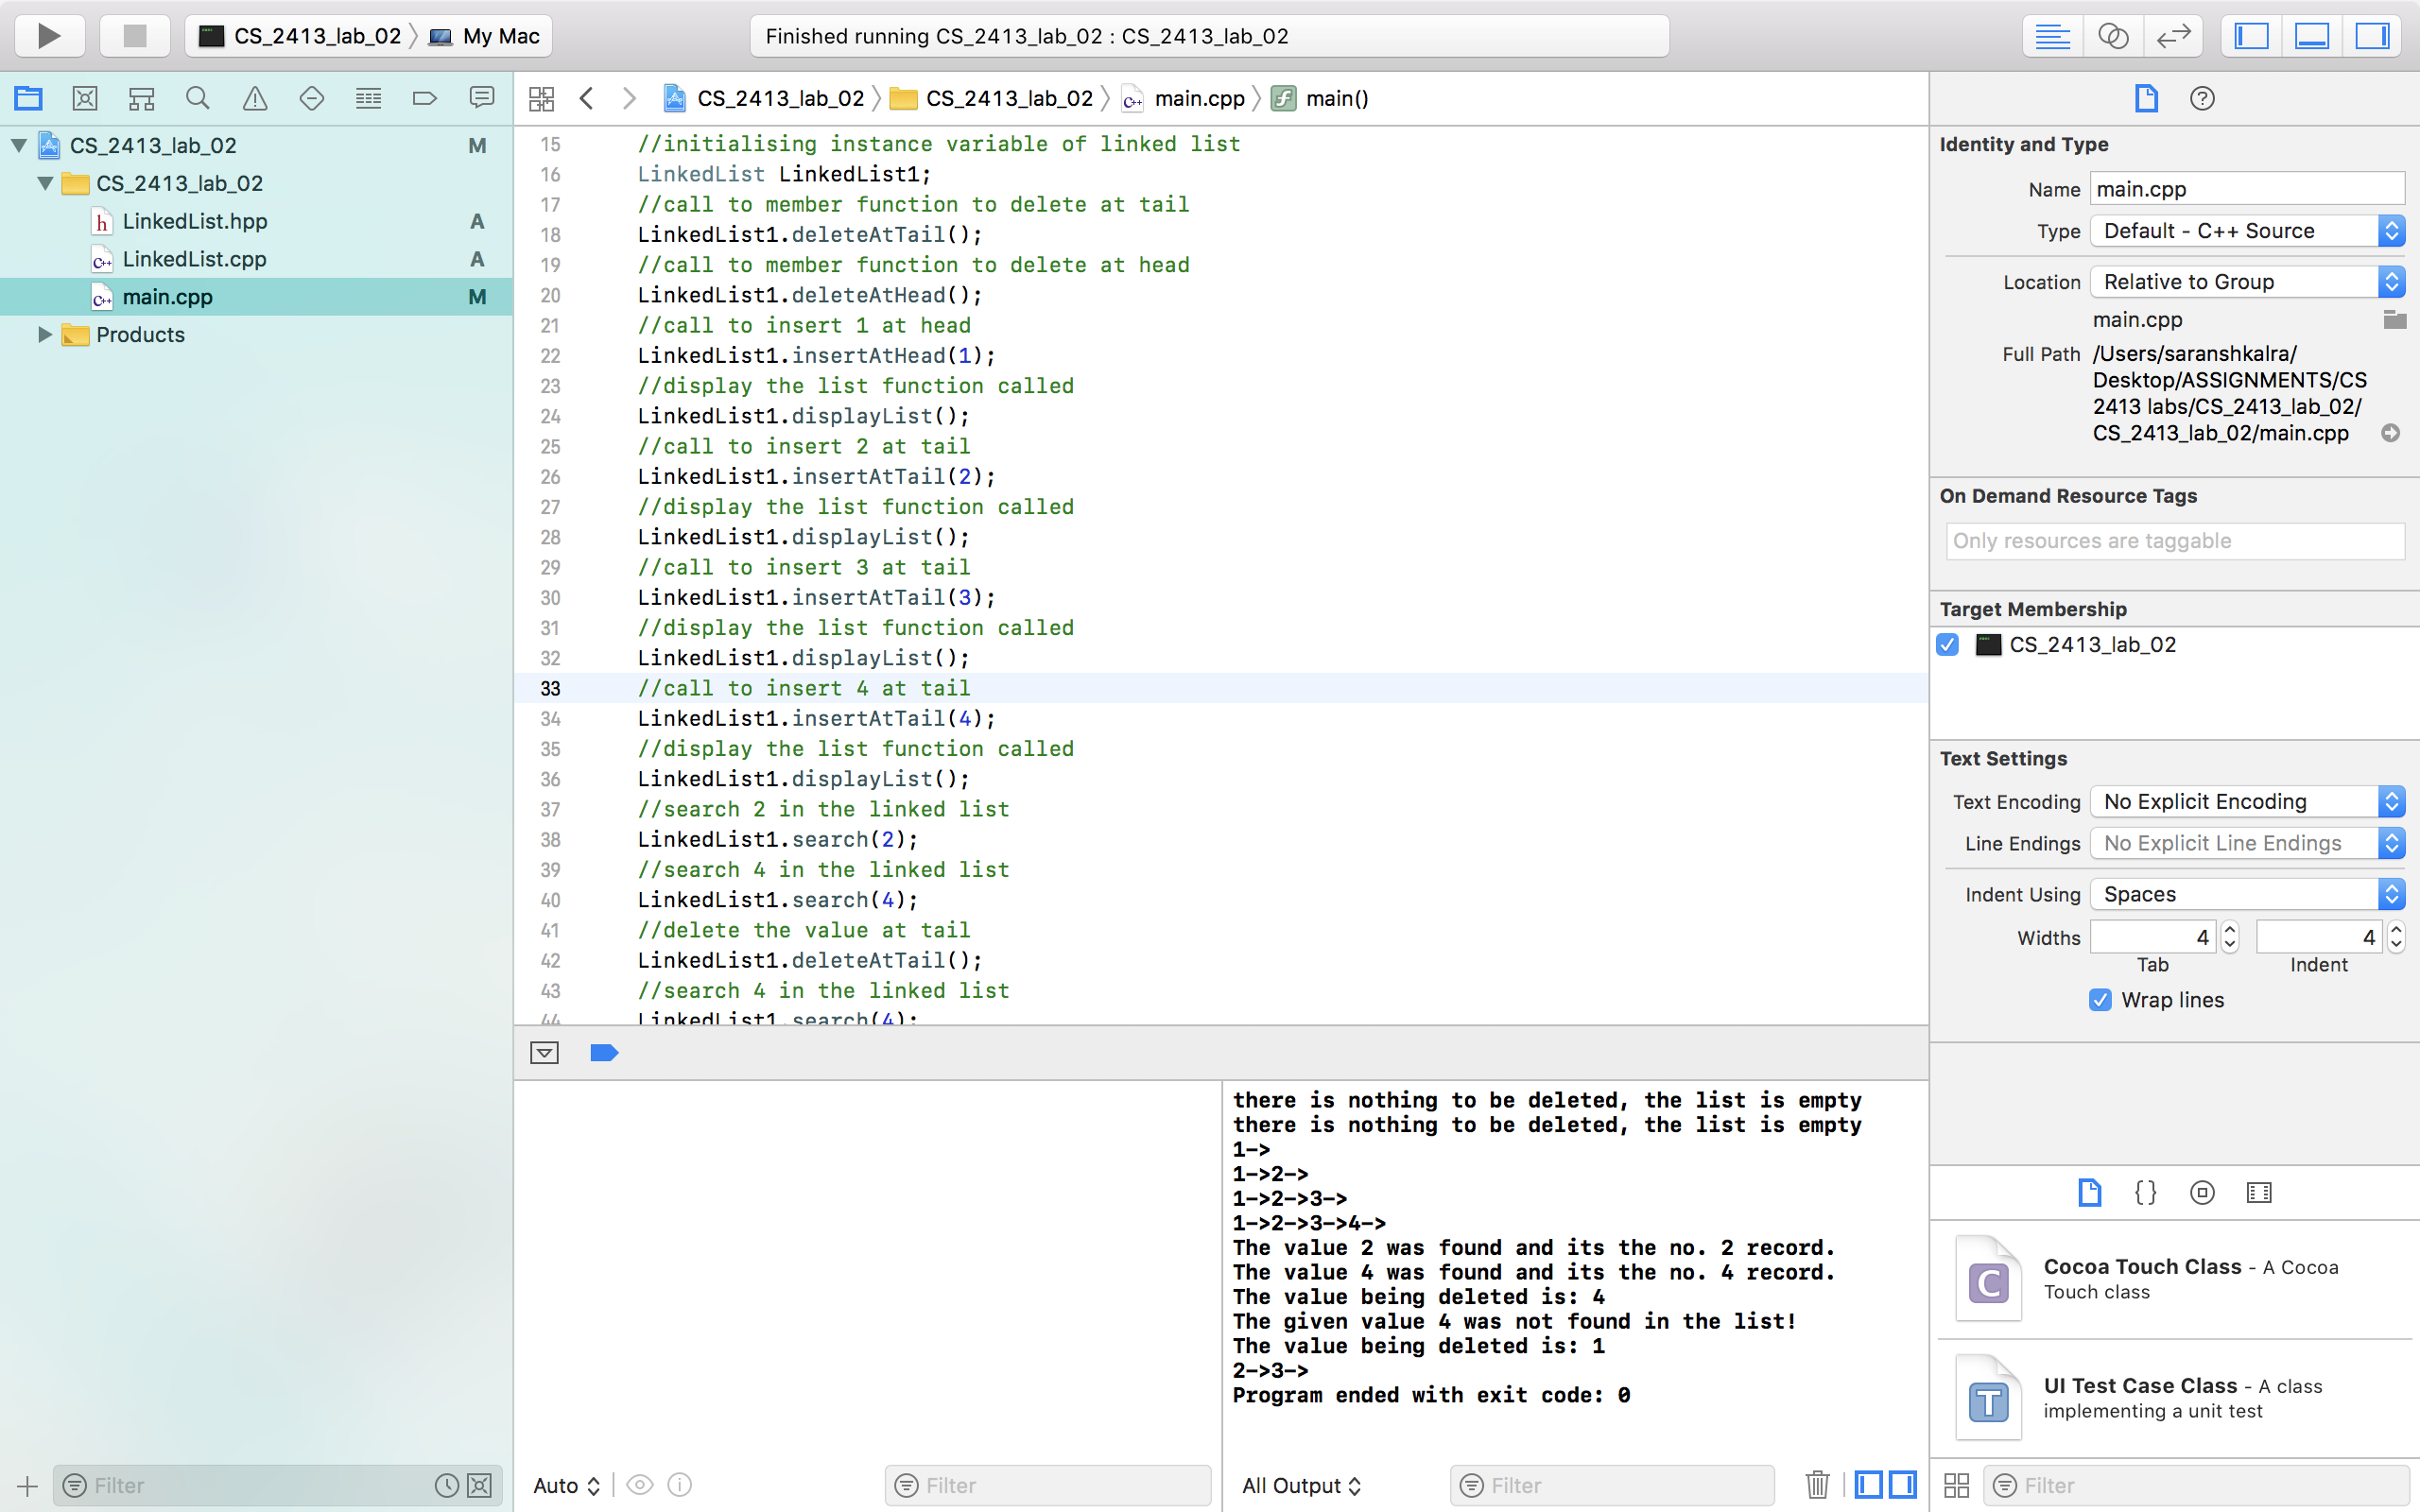 CS_2413_lab_02 My Mac
Finished running CS_2413_lab_02 : CS_2413_lab_02
CS_2413_lab_02 M
CS_2413_lab_02
LinkedList.hpp A
LinkedList.cpp A
main.cpp M
Products
Filter
CS_2413_lab_02 CS_2413_lab_02 main.cpp main()
15 //initialising instance variable of linked list
16 LinkedList LinkedList1;
17 //call to member function to delete at tail
18 LinkedList1.deleteAtTail();
19 //call to member function to delete at head
20 LinkedList1.deleteAtHead();
21 //call to insert 1 at head
22 LinkedList1.insertAtHead(1);
23 //display the list function called
24 LinkedList1.displayList();
25 //call to insert 2 at tail
26 LinkedList1.insertAtTail(2);
27 //display the list function called
28 LinkedList1.displayList();
29 //call to insert 3 at tail
30 LinkedList1.insertAtTail(3);
31 //display the list function called
32 LinkedList1.displayList();
33 //call to insert 4 at tail
34 LinkedList1.insertAtTail(4);
35 //display the list function called
36 LinkedList1.displayList();
37 //search 2 in the linked list
38 LinkedList1.search(2);
39 //search 4 in the linked list
40 LinkedList1.search(4);
41 //delete the value at tail
42 LinkedList1.deleteAtTail();
43 //search 4 in the linked list
44 LinkedList1.search(4);
Auto
Filter
there is nothing to be deleted, the list is empty
there is nothing to be deleted, the list is empty
1->
1->2->
1->2->3->
1->2->3->4->
The value 2 was found and its the no. 2 record.
The value 4 was found and its the no. 4 record.
The value being deleted is: 4
The given value 4 was not found in the list!
The value being deleted is: 1
2->3->
Program ended with exit code: 0
All Output
Filter
Identity and Type
Name main.cpp
Type Default - C++ Source
Location Relative to Group
main.cpp
Full Path /Users/saranshkalra/
Desktop/ASSIGNMENTS/CS
2413 labs/CS_2413_lab_02/
CS_2413_lab_02/main.cpp
On Demand Resource Tags
Only resources are taggable
Target Membership
CS_2413_lab_02
Text Settings
Text Encoding No Explicit Encoding
Line Endings No Explicit Line Endings
Indent Using Spaces
Widths 4 4
Tab Indent
Wrap lines
{}
C
Cocoa Touch Class - A Cocoa
Touch class
T
UI Test Case Class - A class
implementing a unit test
Filter